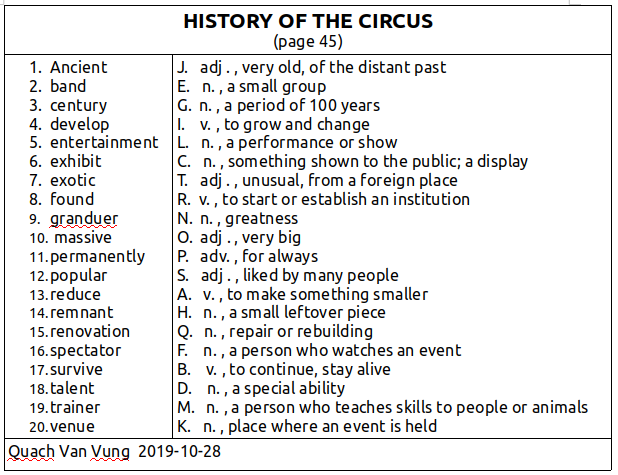 HISTORY OF THE CIRCUS
(page 45)
1. Ancient J. adj . , very old, of the distant past
2. band E. n. , a small group
3. century G. n. , a period of 100 years
4. develop I. v. , to grow and change
5. entertainment L. n. , a performance or show
6. exhibit C. n. , something shown to the public; a display
7. exotic T. adj . , unusual, from a foreign place
8. found R. v. , to start or establish an institution
9. granduer N. n. , greatness
10. massive O. adj . , very big
11. permanently P. adv. , for always
12. popular S. adj . , liked by many people
13. reduce A. v. , to make something smaller
14. remnant H. n. , a small leftover piece
15. renovation Q. n. , repair or rebuilding
16. spectator F. n. , a person who watches an event
17. survive B. v. , to continue, stay alive
18. talent D. n. , a special ability
19. trainer M. n. , a person who teaches skills to people or animals
20. venue K. n. , place where an event is held
Quach Van Vung 2019-10-28